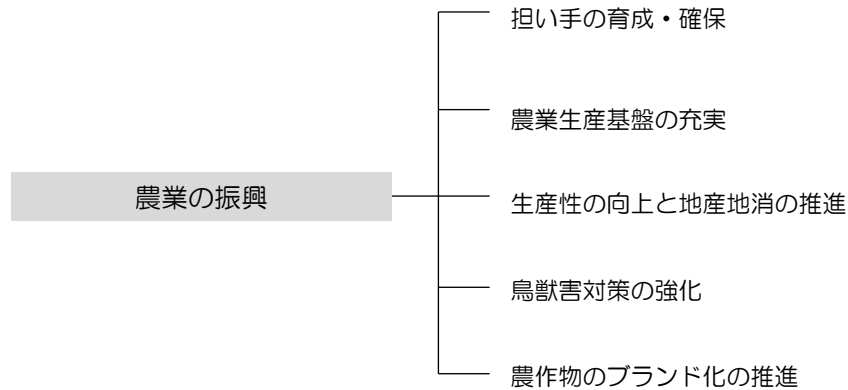 農業の振興
担い手の育成・確保
農業生産基盤の充実
生産性の向上と地産地消の推進
鳥獣害対策の強化
農作物のブランド化の推進